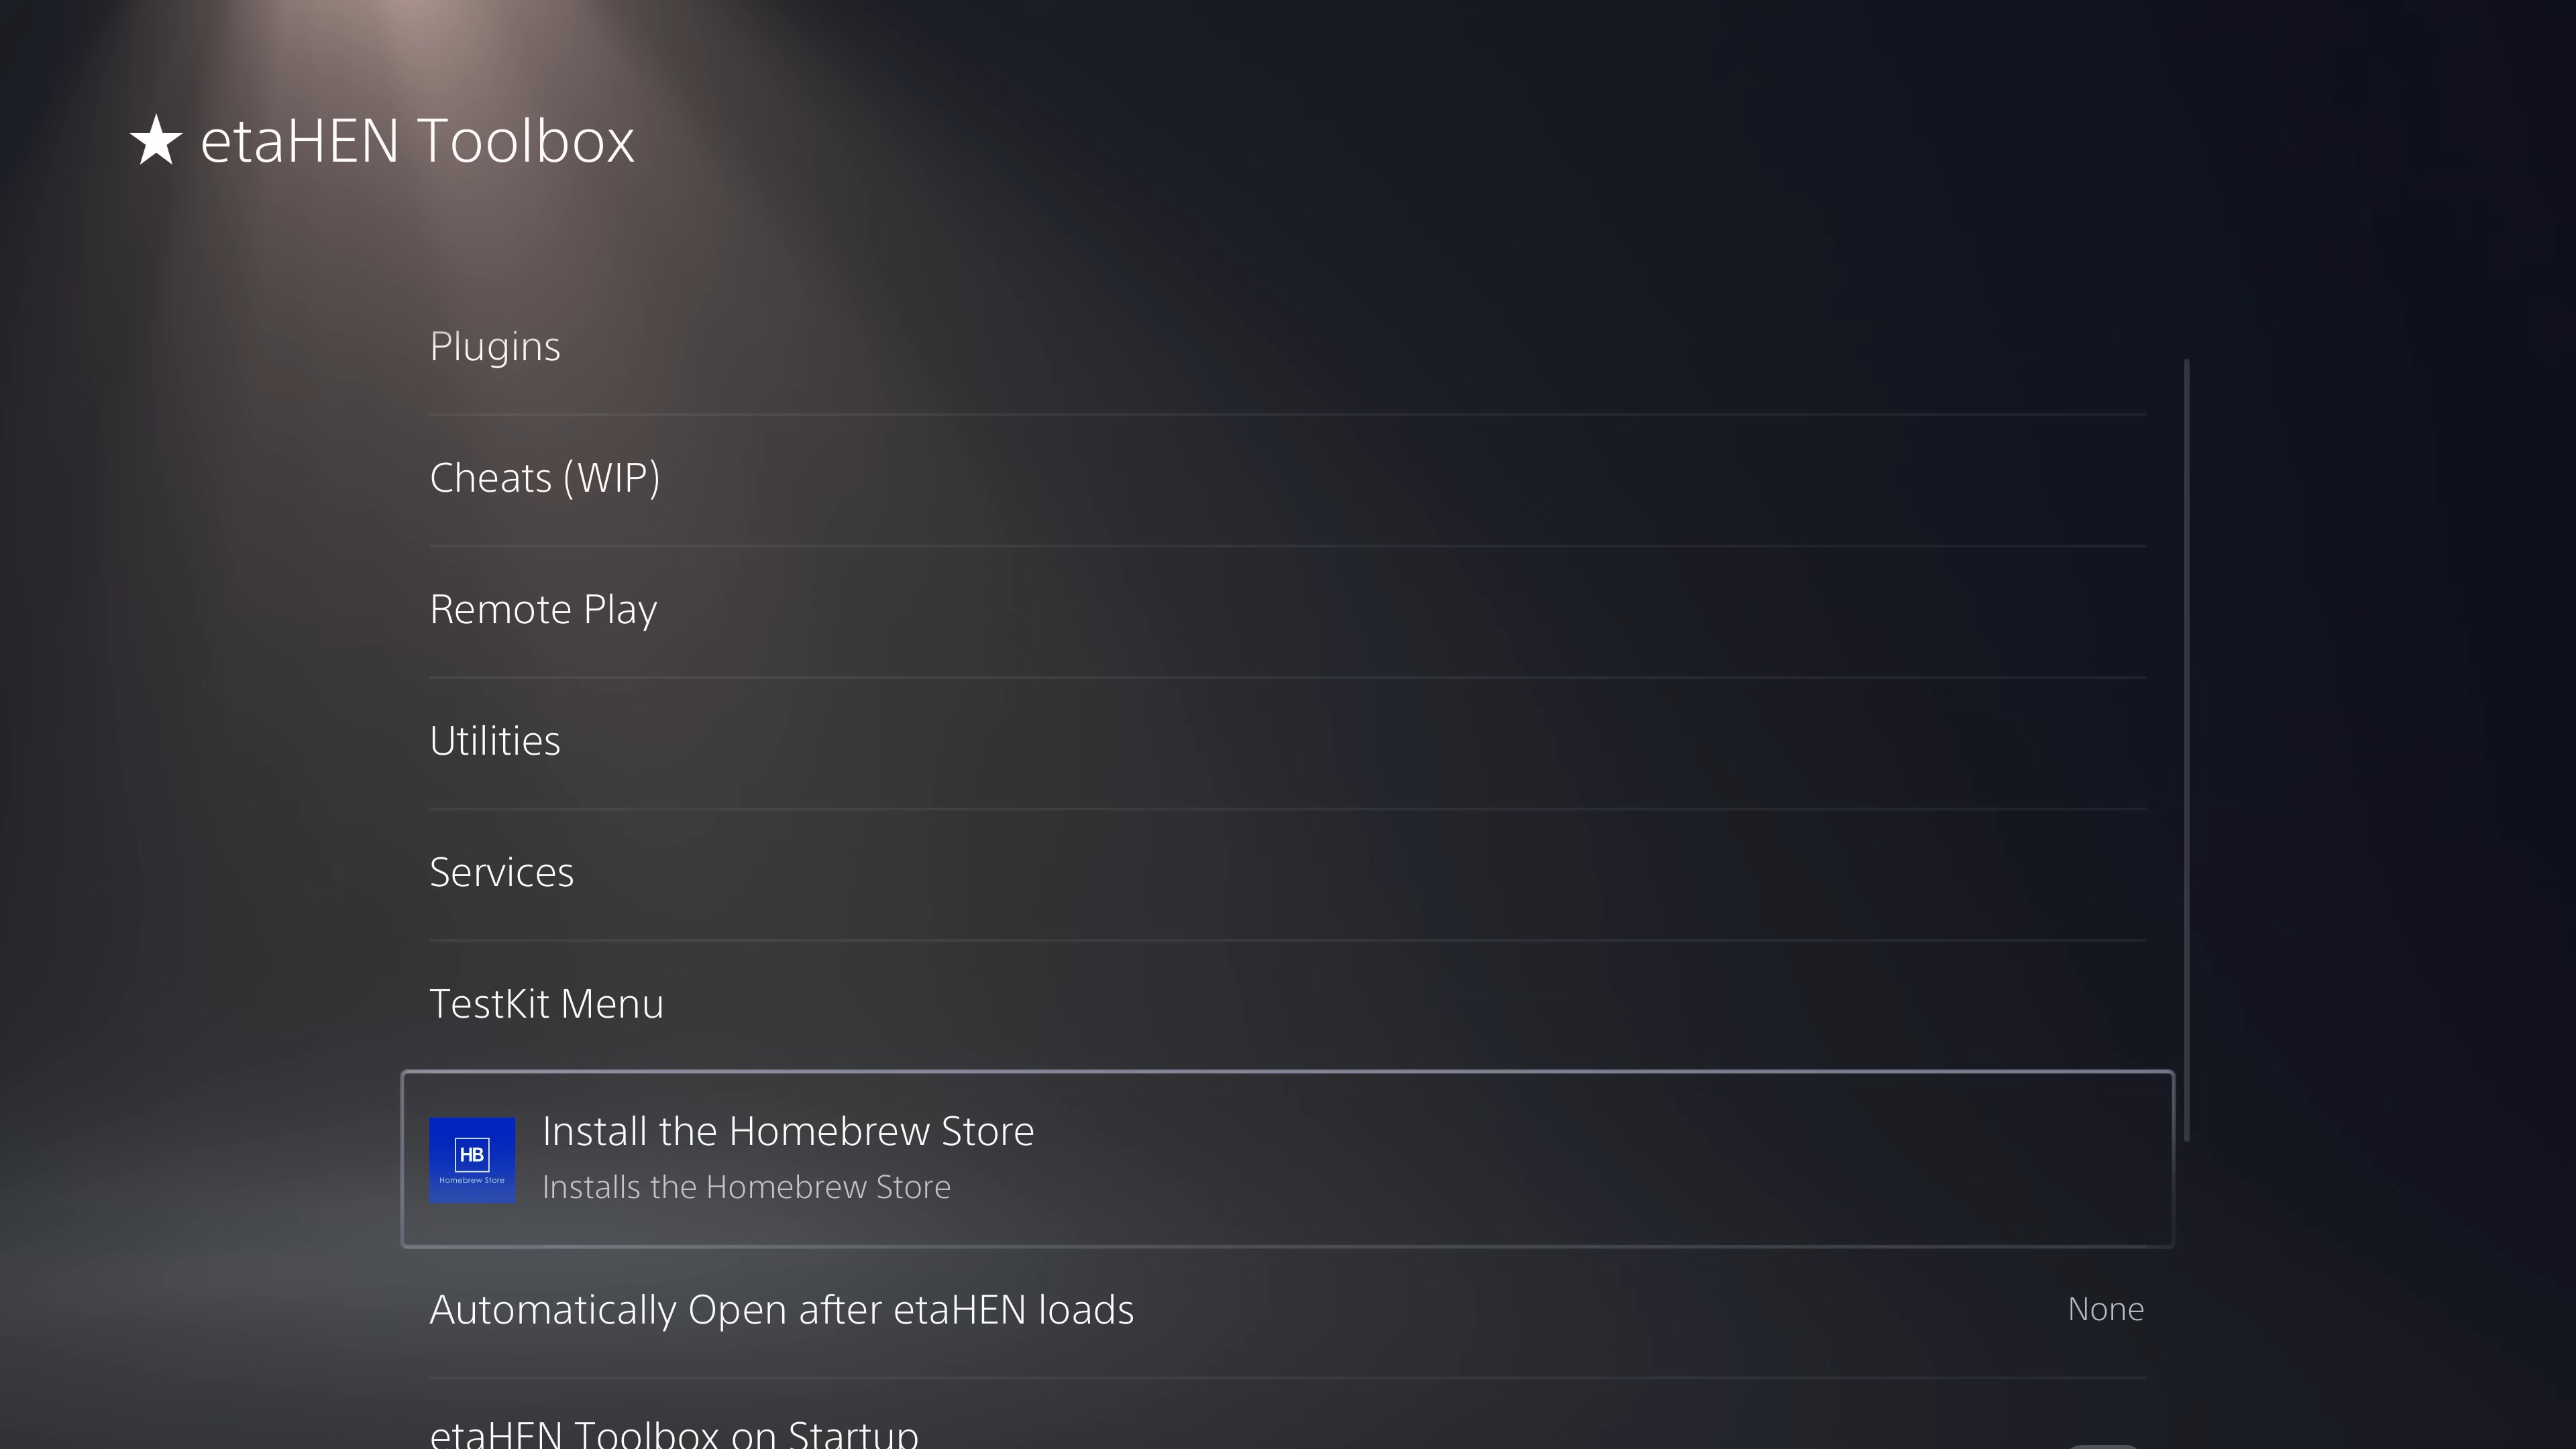 ★ etaHEN Toolbox
Plugins
Cheats (WIP)
Remote Play
Utilities
Services
TestKit Menu
HB
Homebrew Store
Install the Homebrew Store
Installs the Homebrew Store
Automatically Open after etaHEN loads
None
etaHEN Toolbox on Startup